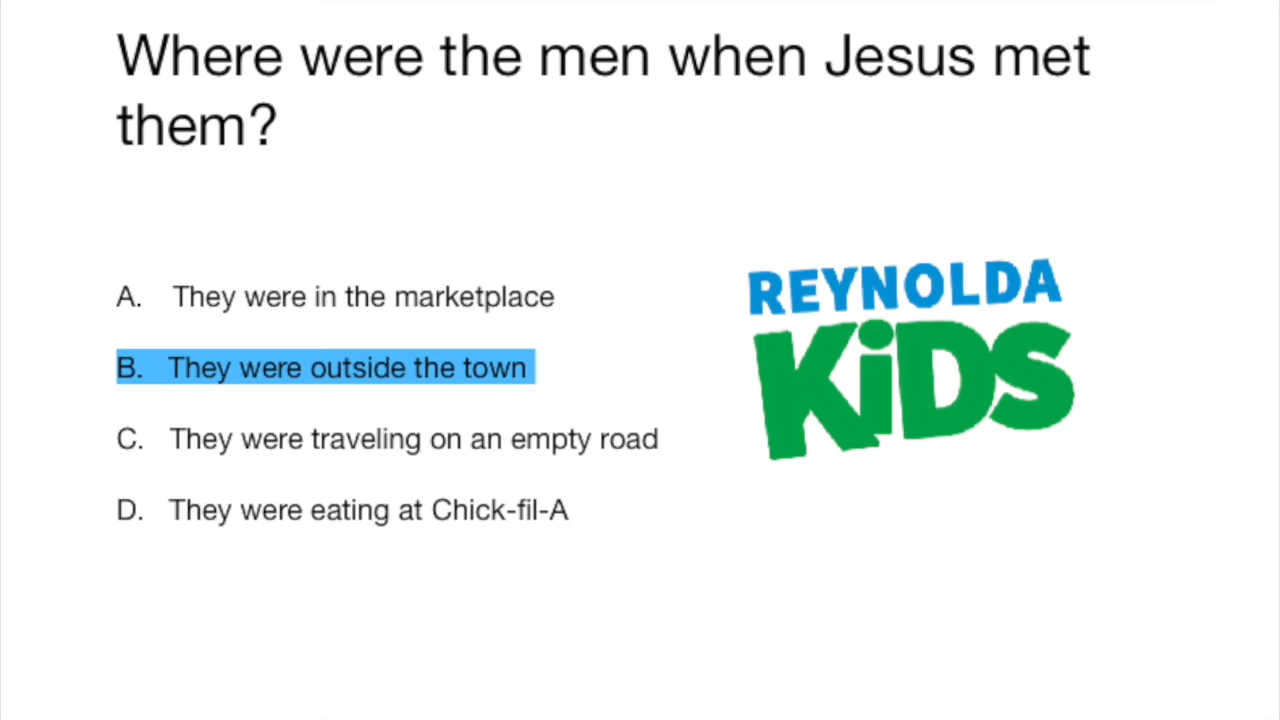 Where were the men when Jesus met
them?
A. They were in the marketplace
B. They were outside the town
C. They were traveling on an empty road
D. They were eating at Chick-fil-A
REYNOLDA
KiDS